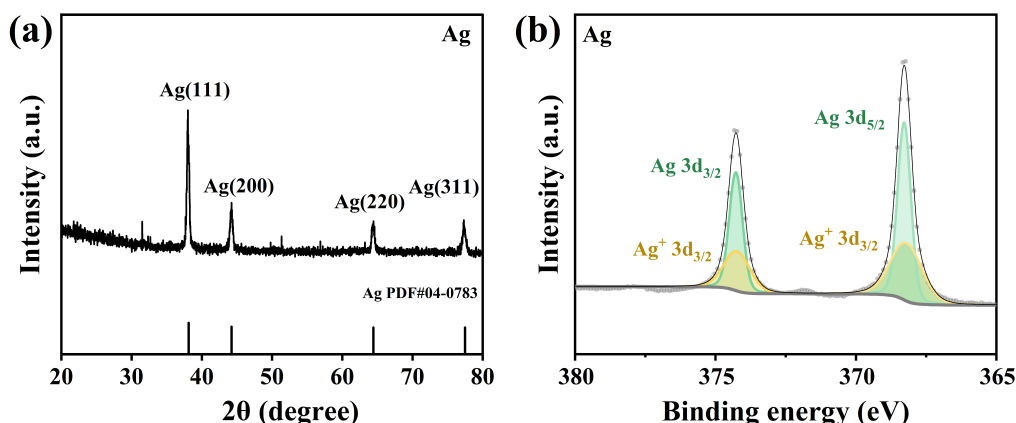 (a)
Ag
Ag(111)
Ag(200)
Ag(220)
Ag(311)
Ag PDF#04-0783
Intensity (a.u.)
20 30 40 50 60 70 80
2θ (degree)
(b)
Ag
Ag 3d5/2
Ag 3d3/2
Ag+ 3d3/2
Ag+ 3d3/2
Intensity (a.u.)
380 375 370 365
Binding energy (eV)